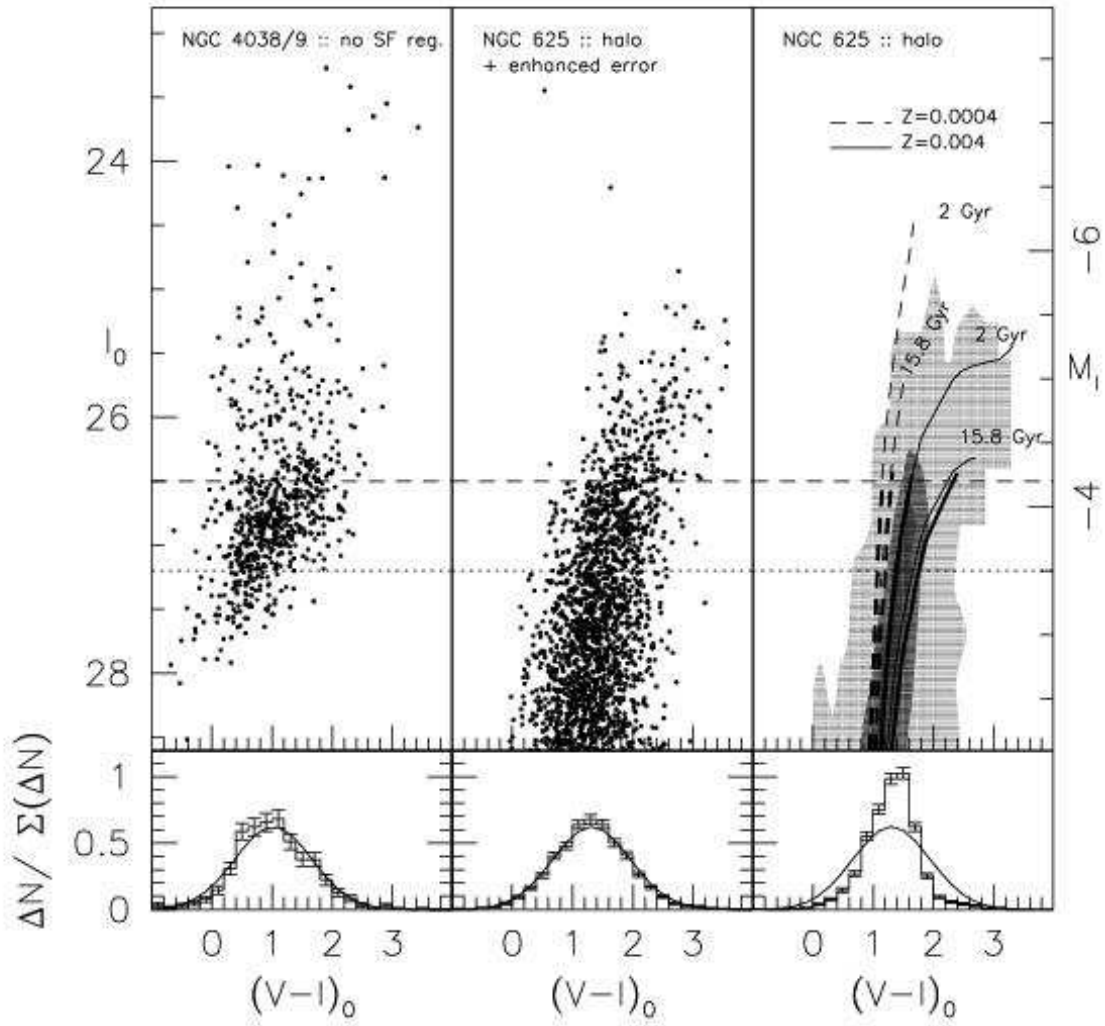 NGC 4038/9 :: no SF reg.
NGC 625 :: halo
+ enhanced error
NGC 625 :: halo
Z=0.0004
Z=0.004
2 Gyr
15.8 Gyr
2 Gyr
15.8 Gyr
24
I₀
26
28
−6
M_I
−4
ΔN/ Σ(ΔN)
1
0.5
0
0 1 2 3
0 1 2 3
0 1 2 3
(V−I)₀
(V−I)₀
(V−I)₀